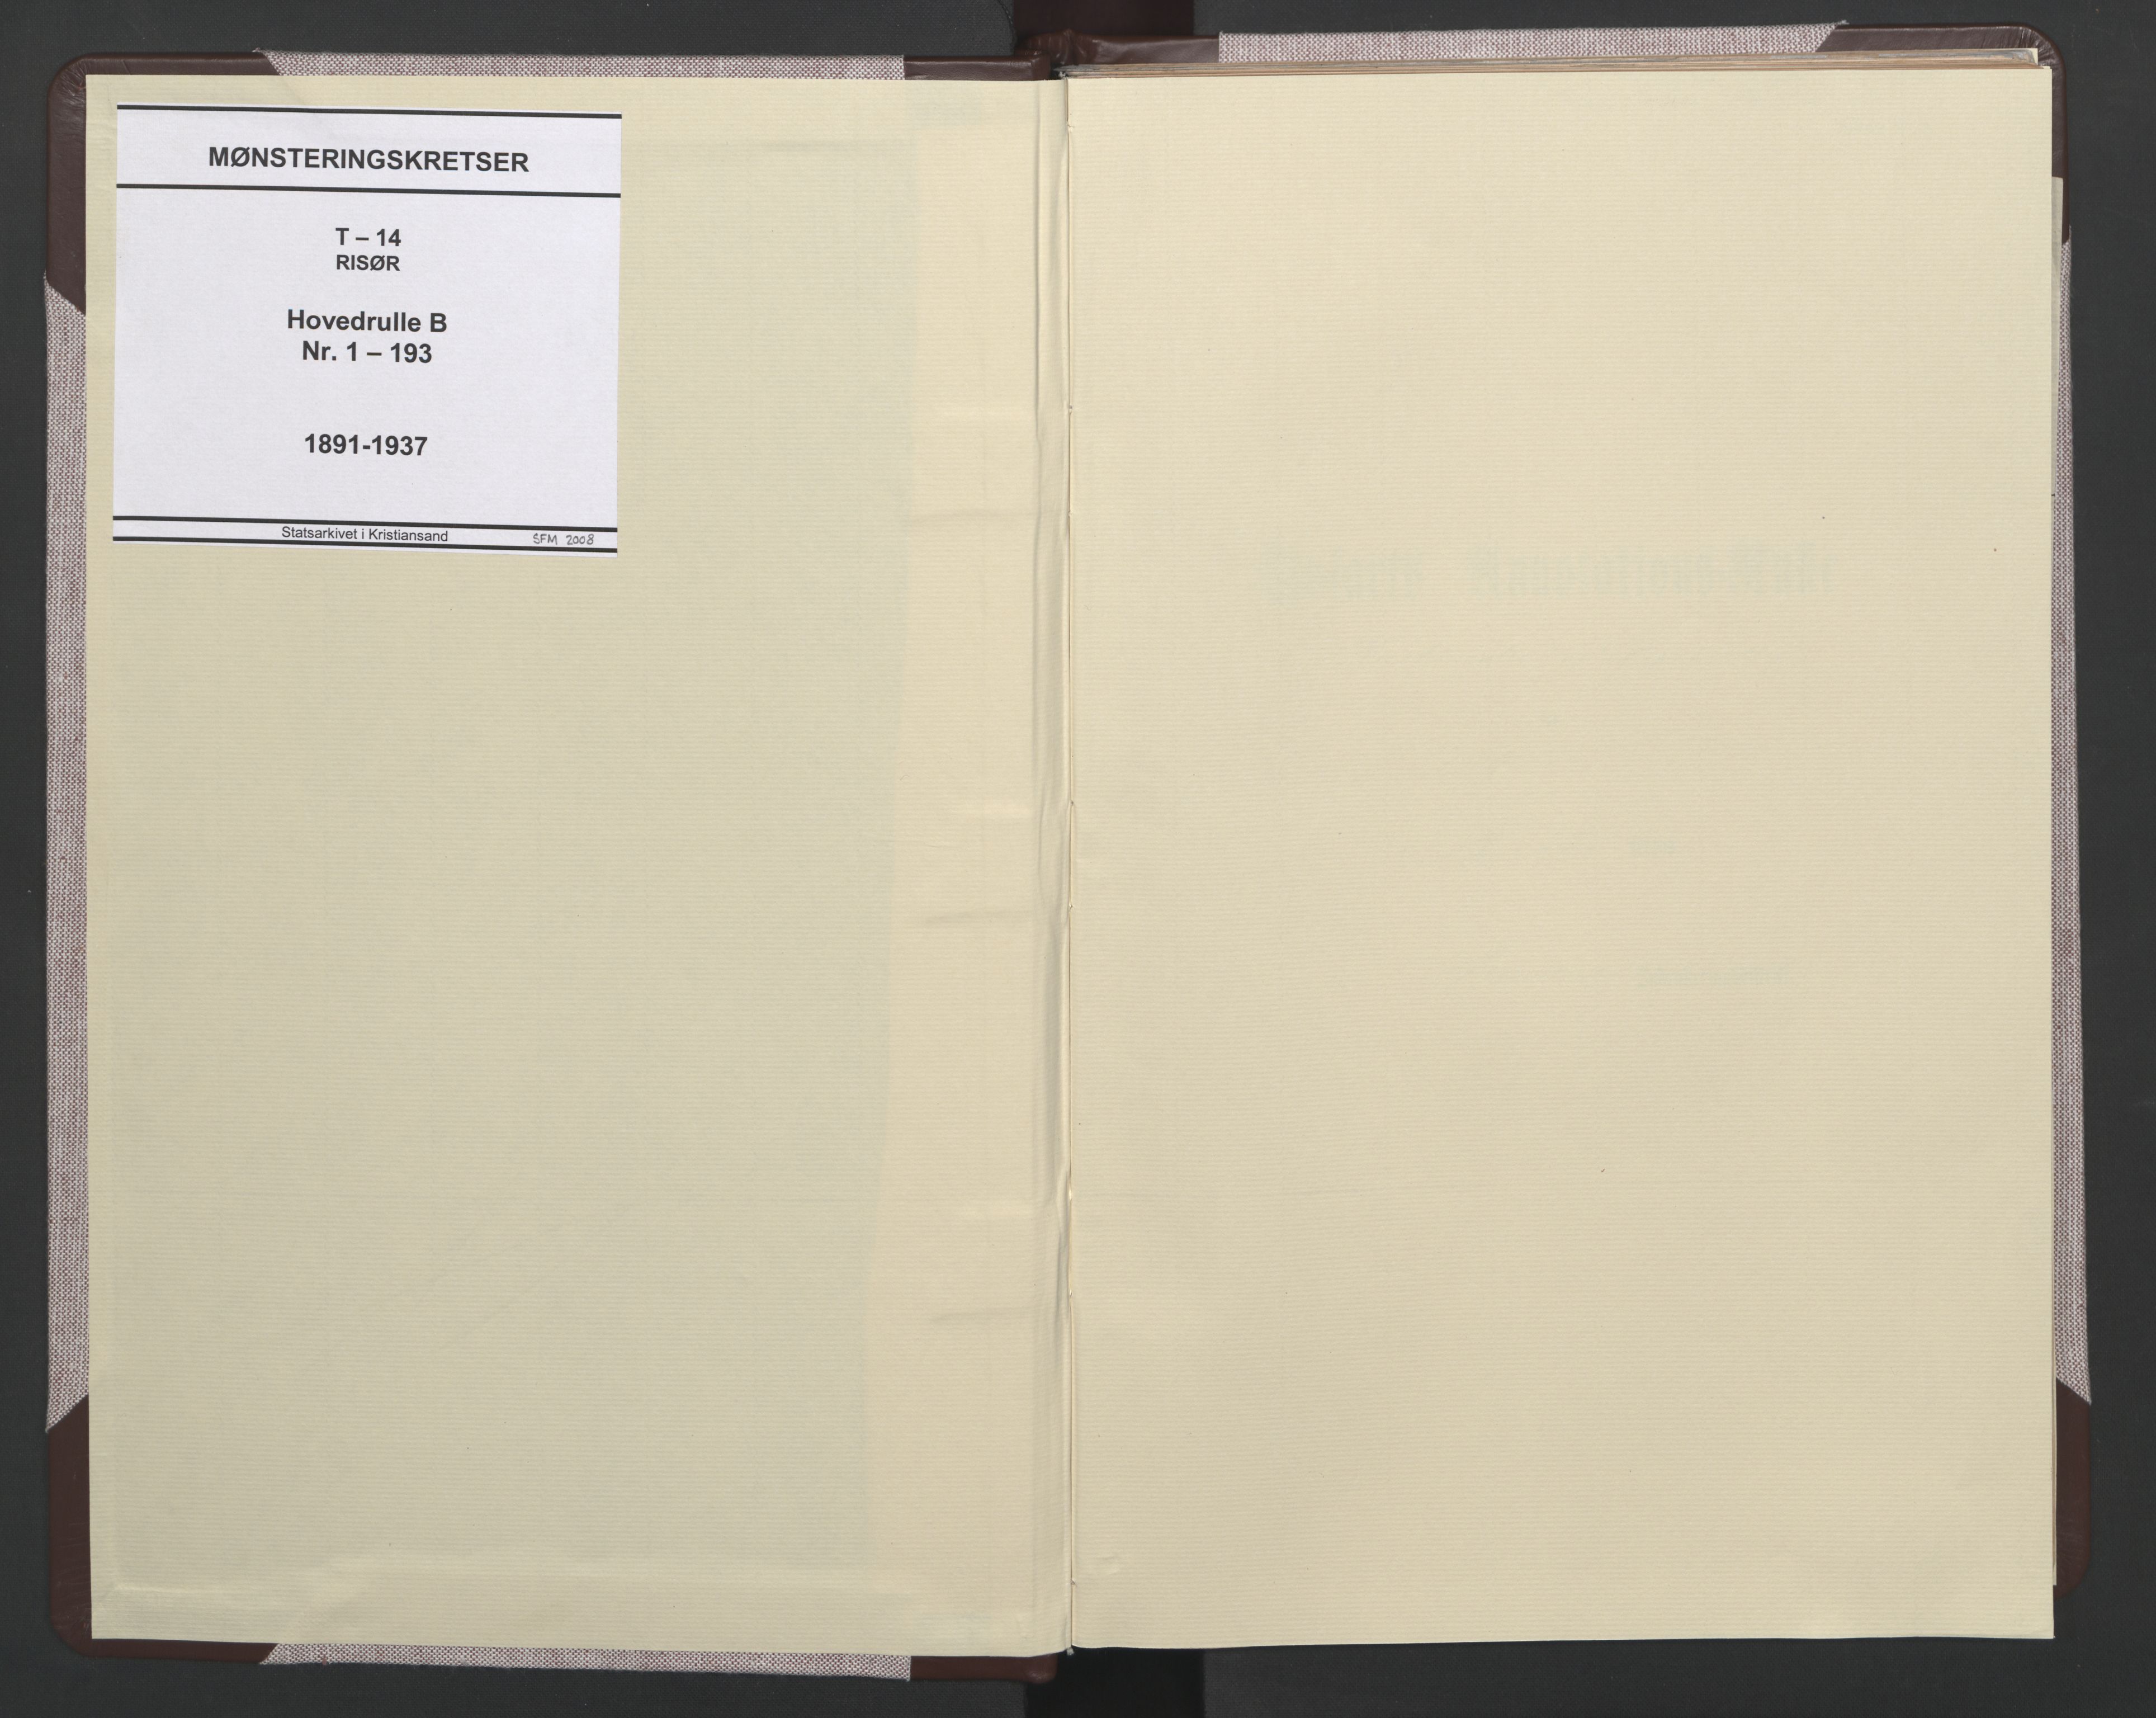 MØNSTERINGSKRETSER
T – 14
RISØR
Hovedrulle B
Nr. 1 – 193
1891-1937
Statsarkivet i Kristiansand SFM 2008